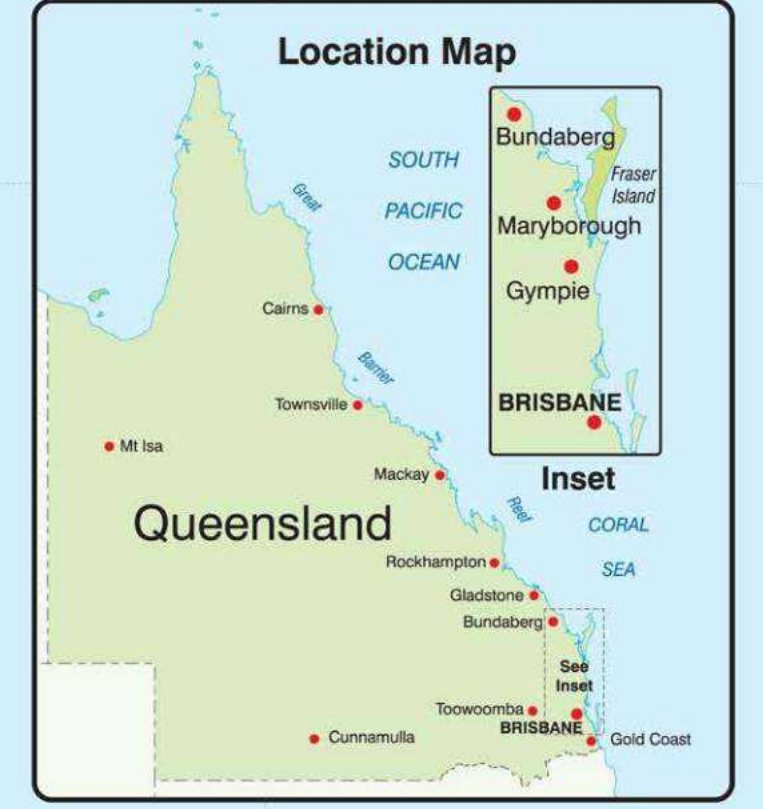 Location Map
SOUTH
PACIFIC
OCEAN
Bundaberg
Fraser
Island
Maryborough
Gympie
BRISBANE
Inset
Great
Barrier
Reef
CORAL
SEA
Cairns
Townsville
Mt Isa
Mackay
Queensland
Rockhampton
Gladstone
Bundaberg
See
Inset
Toowoomba
BRISBANE
Cunnamulla
Gold Coast